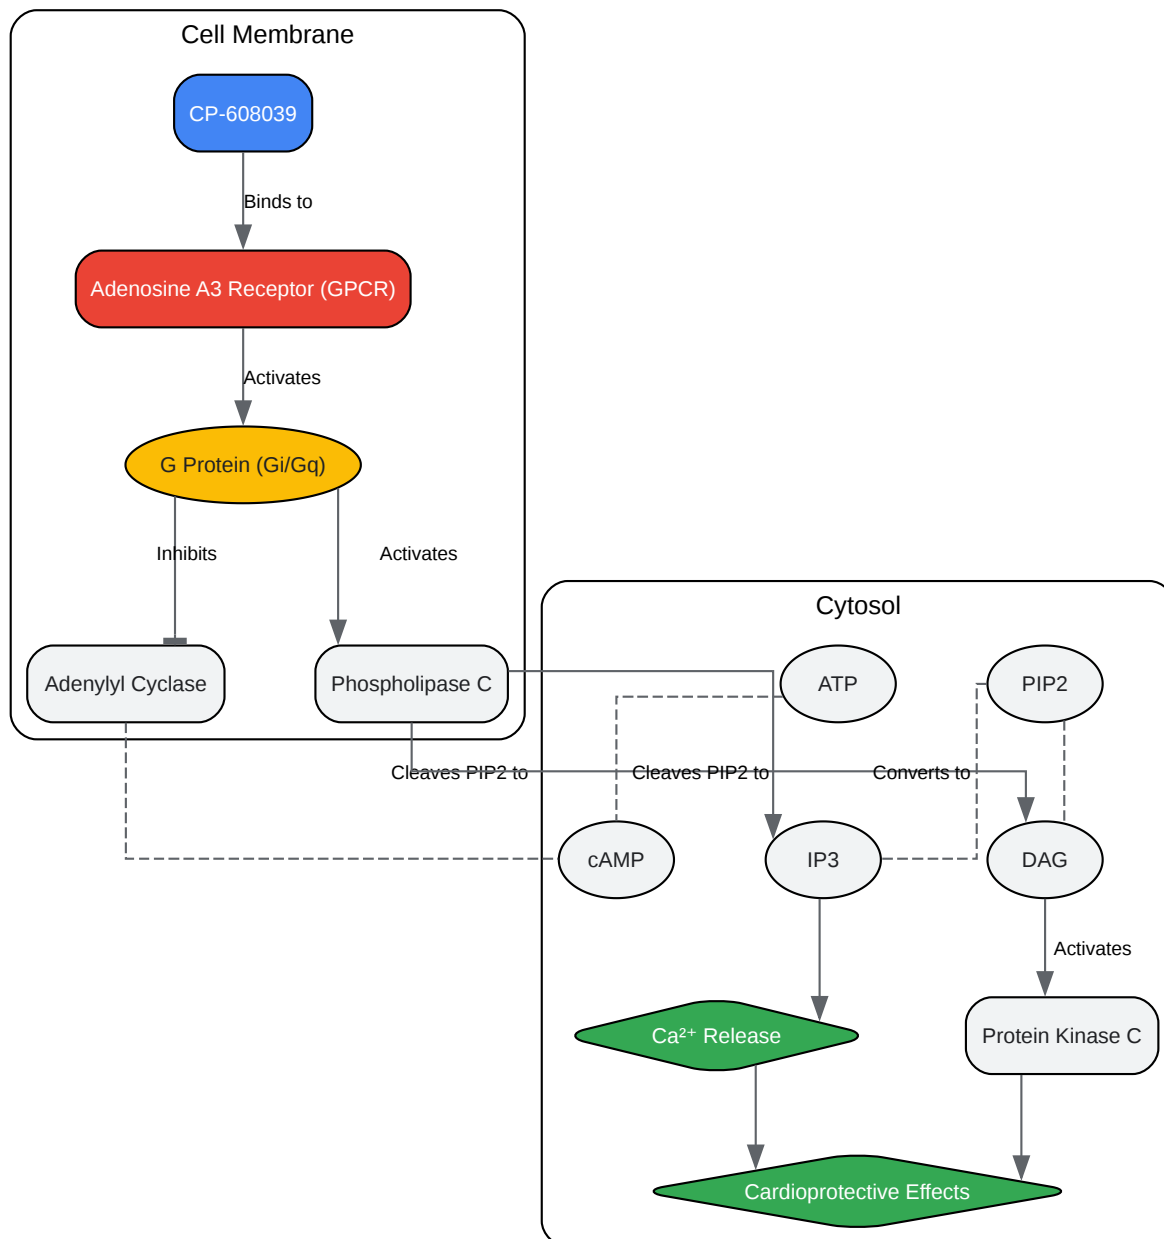 Cell Membrane
CP-608039
Binds to
Adenosine A3 Receptor (GPCR)
Activates
G Protein (Gi/Gq)
Inhibits
Activates
Adenylyl Cyclase
Phospholipase C
Cytosol
ATP
PIP2
Cleaves PIP2 to
Cleaves PIP2 to
Converts to
cAMP
IP3
DAG
Activates
Ca²⁺ Release
Protein Kinase C
Cardioprotective Effects